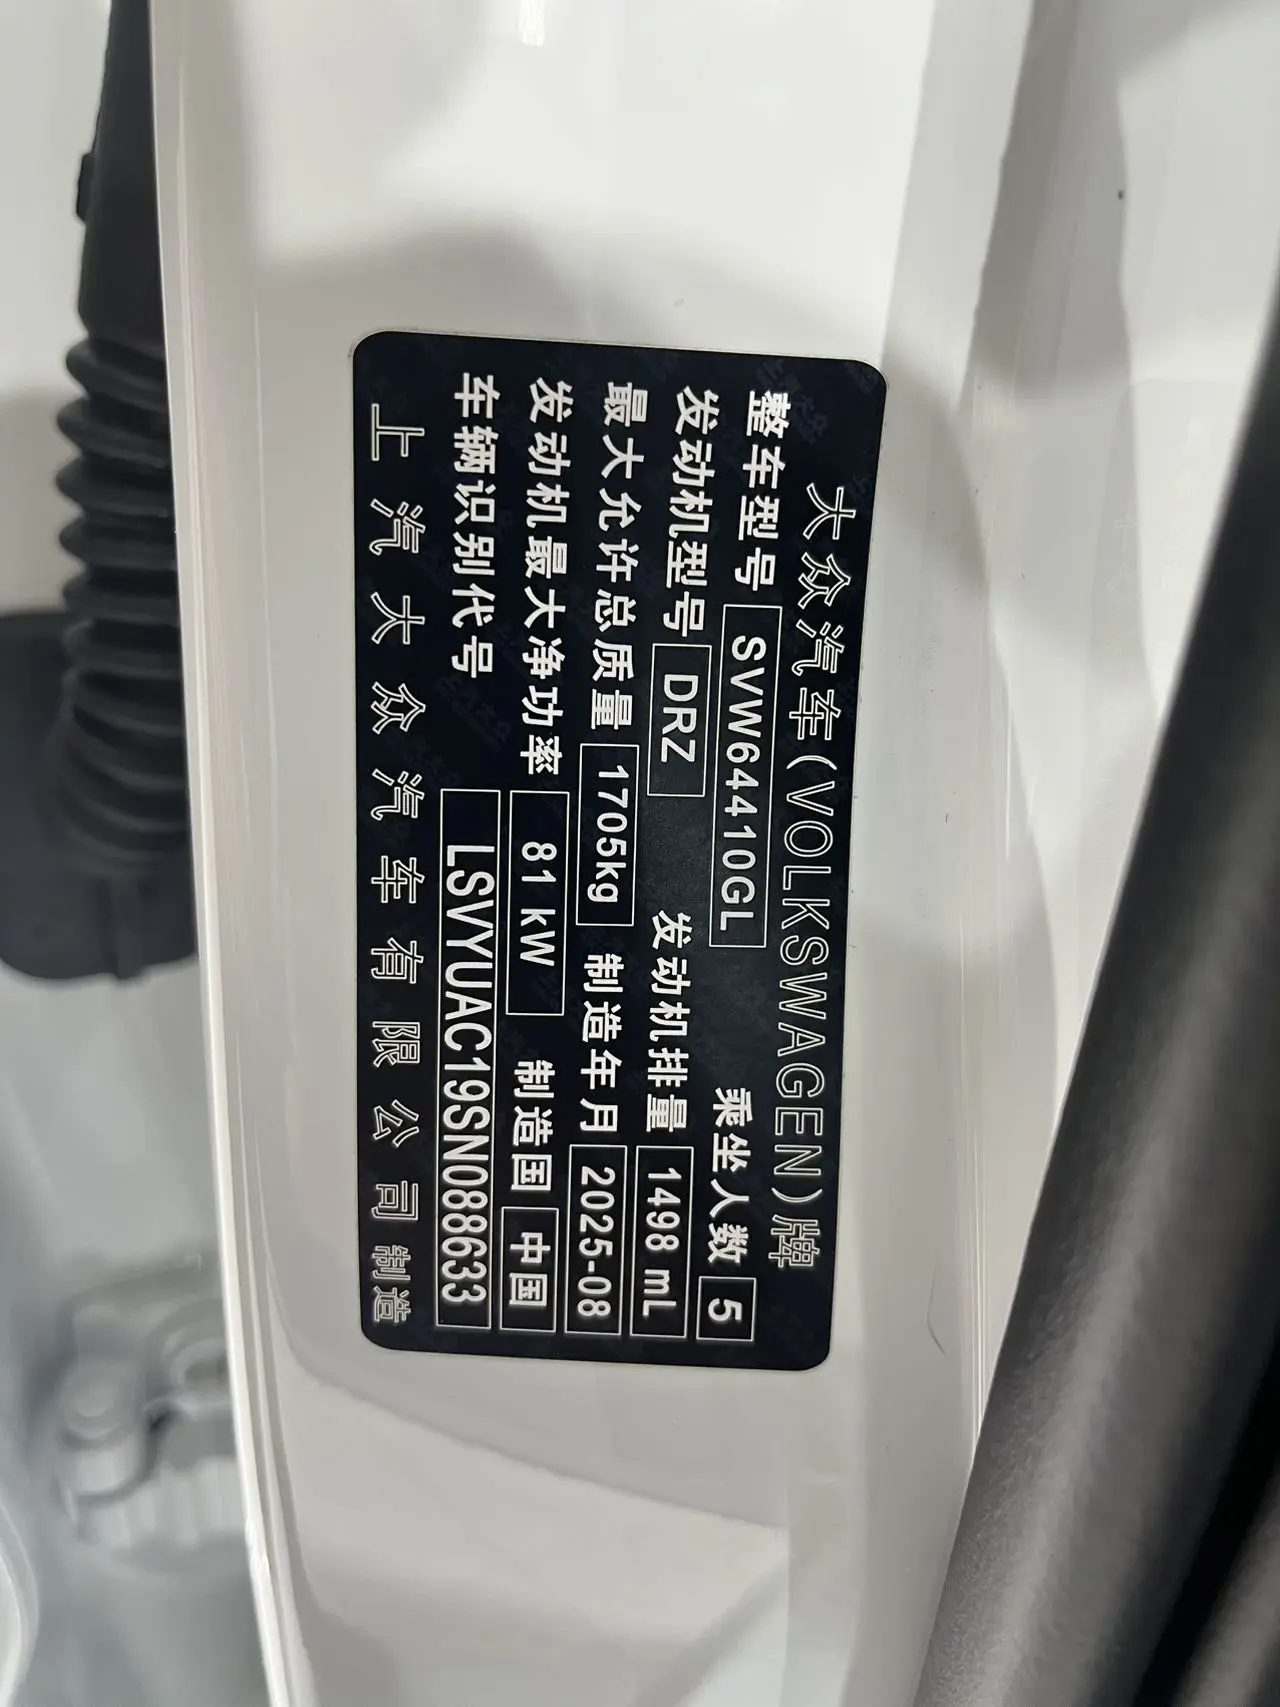 大众汽车(VOLKSWAGEN)牌
整车型号 SVW64410GL 乘坐人数 5
发动机型号 DRZ 发动机排量 1498 mL
最大允许总质量 1705kg 制造年月 2025-08
发动机最大净功率 81 kW 制造国 中国
车辆识别代号 LSVYUAC19SN088633
上汽大众汽车有限公司制造